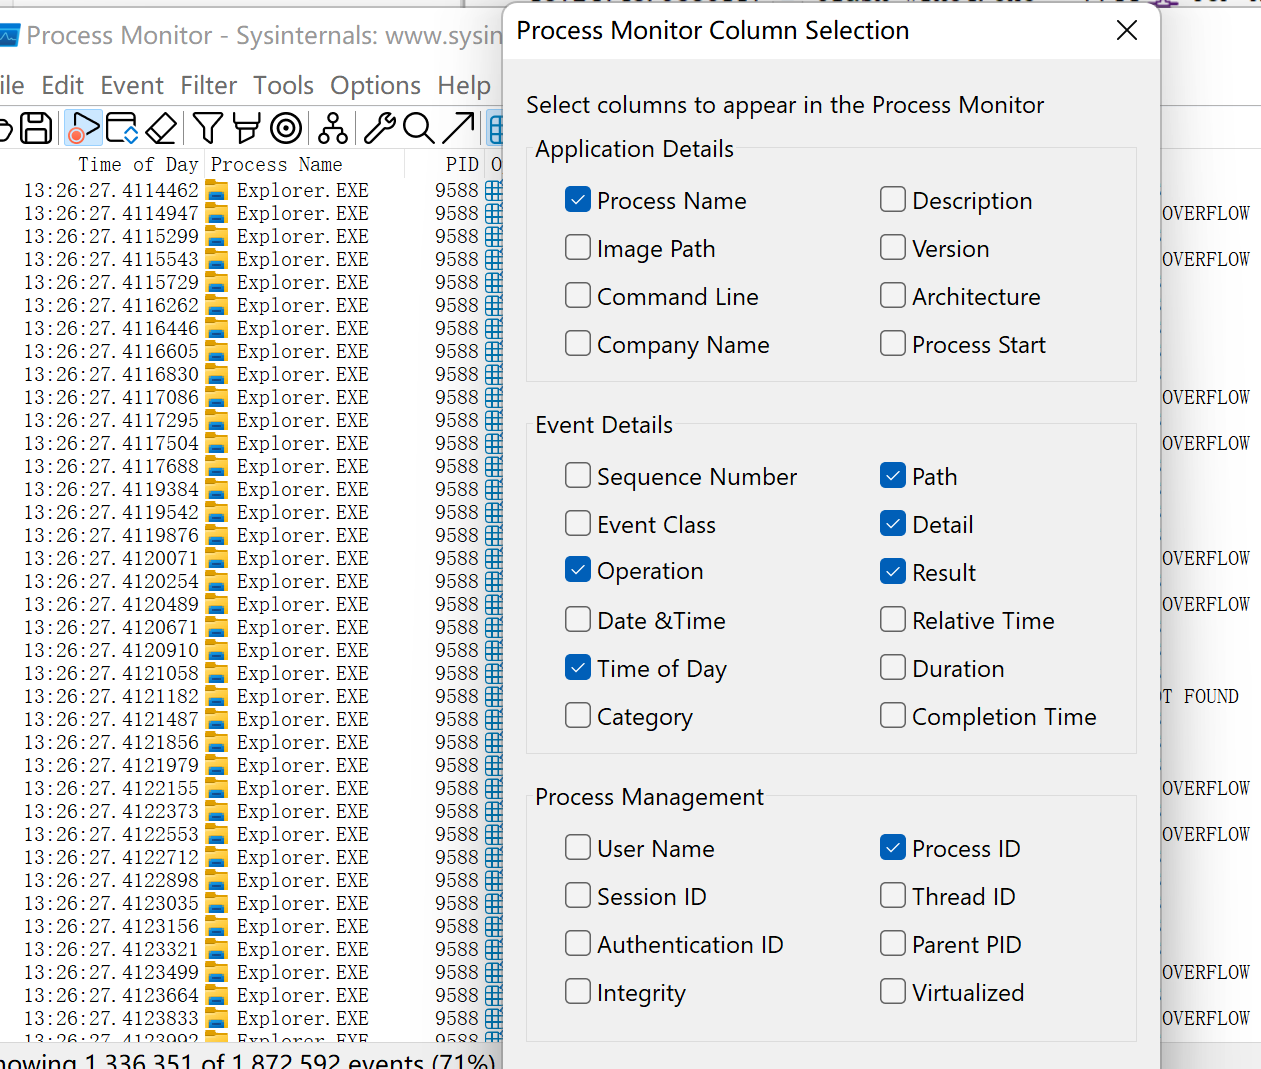 Process Monitor - Sysinternals: www.sysin
ile Edit Event Filter Tools Options Help
Time of Day Process Name PID O
13:26:27.4114462 Explorer.EXE 9588
13:26:27.4114947 Explorer.EXE 9588 OVERFLOW
13:26:27.4115299 Explorer.EXE 9588
13:26:27.4115543 Explorer.EXE 9588 OVERFLOW
13:26:27.4115729 Explorer.EXE 9588
13:26:27.4116262 Explorer.EXE 9588
13:26:27.4116446 Explorer.EXE 9588
13:26:27.4116605 Explorer.EXE 9588
13:26:27.4116830 Explorer.EXE 9588
13:26:27.4117086 Explorer.EXE 9588 OVERFLOW
13:26:27.4117295 Explorer.EXE 9588
13:26:27.4117504 Explorer.EXE 9588 OVERFLOW
13:26:27.4117688 Explorer.EXE 9588
13:26:27.4119384 Explorer.EXE 9588
13:26:27.4119542 Explorer.EXE 9588
13:26:27.4119876 Explorer.EXE 9588
13:26:27.4120071 Explorer.EXE 9588 OVERFLOW
13:26:27.4120254 Explorer.EXE 9588
13:26:27.4120489 Explorer.EXE 9588 OVERFLOW
13:26:27.4120671 Explorer.EXE 9588
13:26:27.4120910 Explorer.EXE 9588
13:26:27.4121058 Explorer.EXE 9588
13:26:27.4121182 Explorer.EXE 9588 T FOUND
13:26:27.4121487 Explorer.EXE 9588
13:26:27.4121856 Explorer.EXE 9588
13:26:27.4121979 Explorer.EXE 9588
13:26:27.4122155 Explorer.EXE 9588 OVERFLOW
13:26:27.4122373 Explorer.EXE 9588
13:26:27.4122553 Explorer.EXE 9588 OVERFLOW
13:26:27.4122712 Explorer.EXE 9588
13:26:27.4122898 Explorer.EXE 9588
13:26:27.4123035 Explorer.EXE 9588
13:26:27.4123156 Explorer.EXE 9588
13:26:27.4123321 Explorer.EXE 9588
13:26:27.4123499 Explorer.EXE 9588 OVERFLOW
13:26:27.4123664 Explorer.EXE 9588
13:26:27.4123833 Explorer.EXE 9588 OVERFLOW
13:26:27.4123992 Explorer.EXE 9588
howing 1,336,351 of 1,872,592 events (71%)
Process Monitor Column Selection
Select columns to appear in the Process Monitor
Application Details
Process Name Description
Image Path Version
Command Line Architecture
Company Name Process Start
Event Details
Sequence Number Path
Event Class Detail
Operation Result
Date &Time Relative Time
Time of Day Duration
Category Completion Time
Process Management
User Name Process ID
Session ID Thread ID
Authentication ID Parent PID
Integrity Virtualized